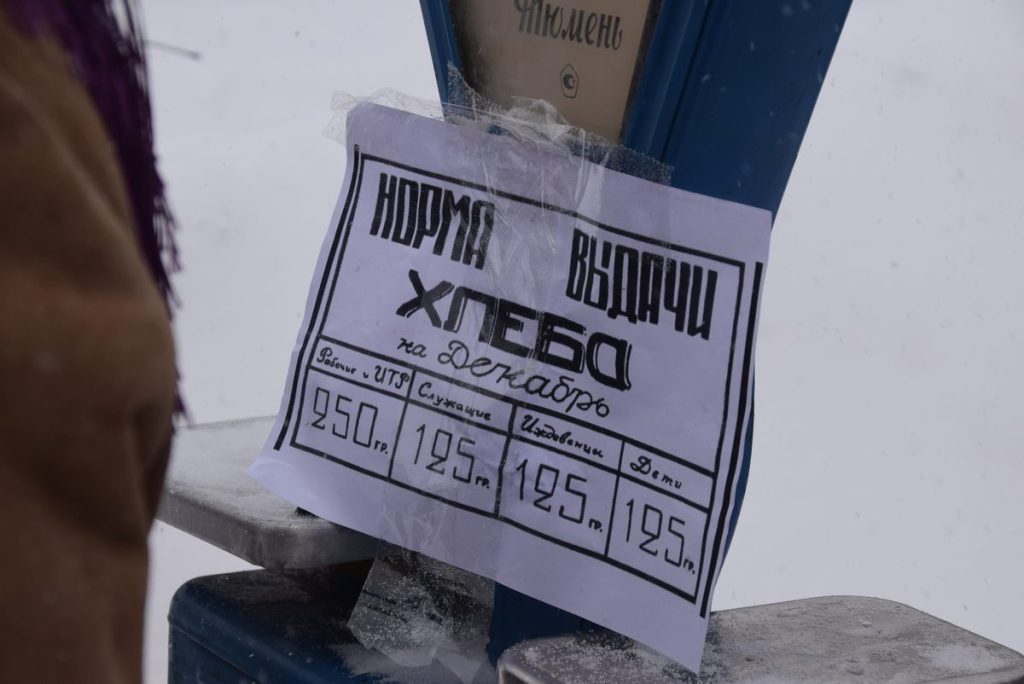 Тюмень
НОРМА ВЫДАЧИ
ХЛЕБА
на Декабрь
Рабочие и ИТР Служащие Иждевенцы Дети
250 гр. 125 гр. 125 гр. 125 гр.